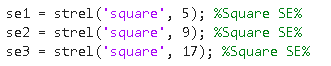 se1 = strel('square', 5); %Square SE%
se2 = strel('square', 9); %Square SE%
se3 = strel('square', 17); %Square SE%